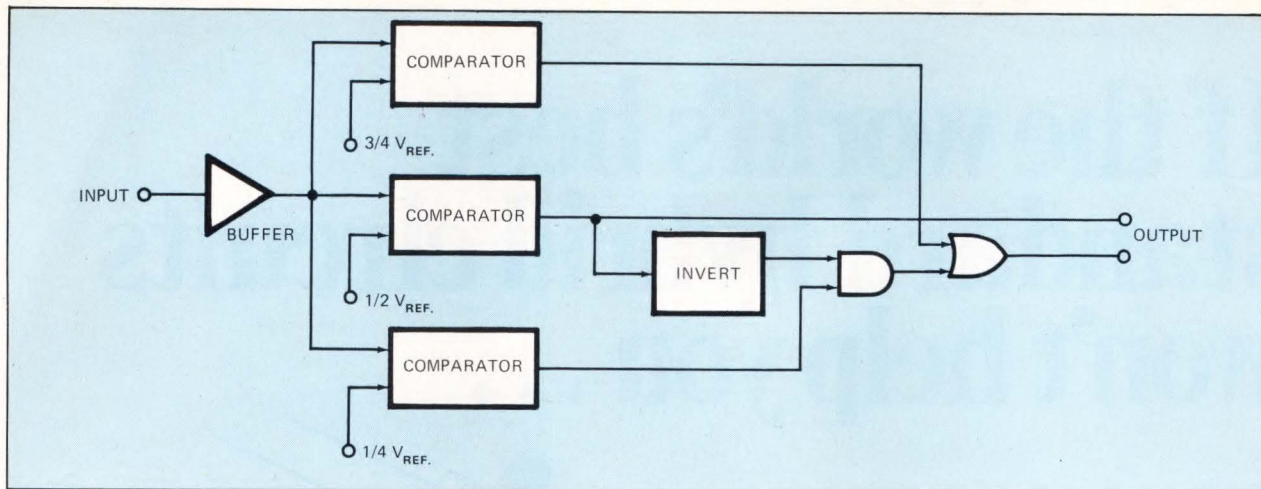 COMPARATOR
3/4 VREF.
INPUT
BUFFER
COMPARATOR
OUTPUT
INVERT
1/2 VREF.
COMPARATOR
1/4 VREF.